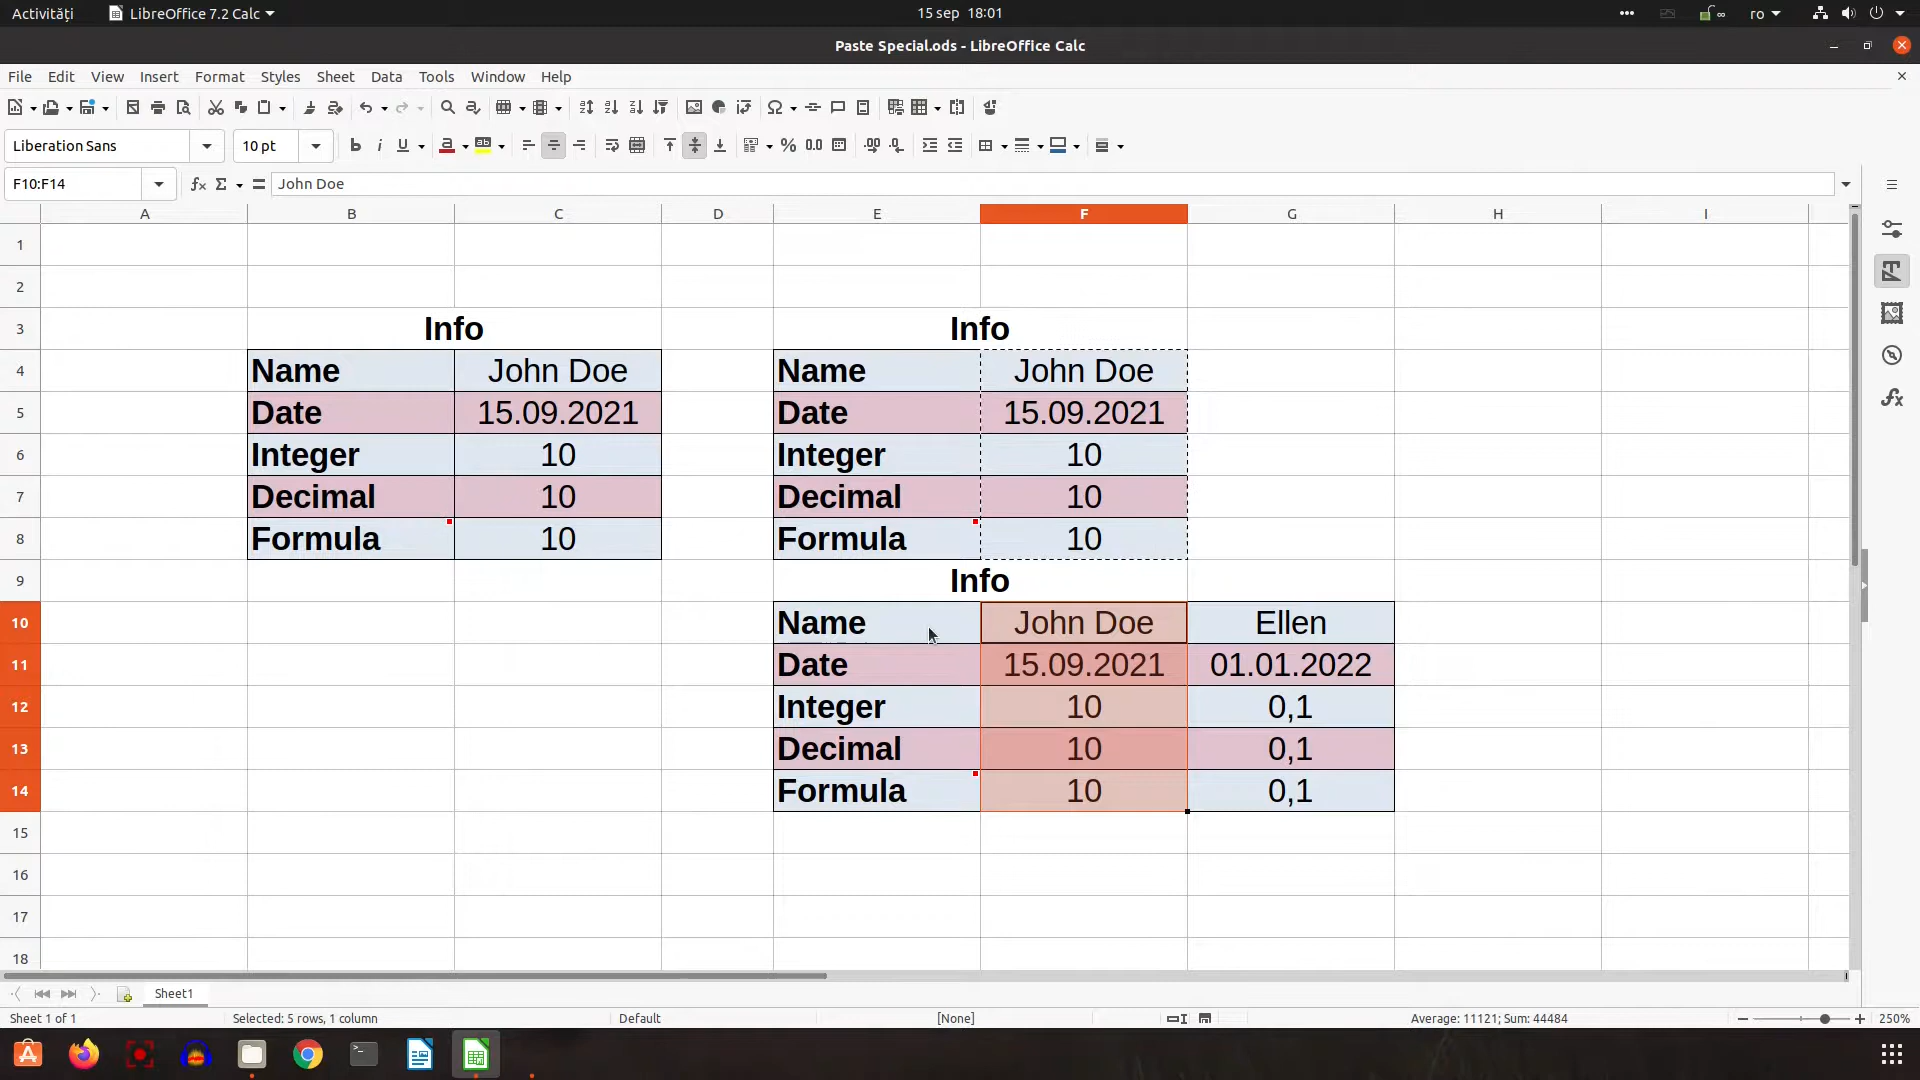 Activități LibreOffice 7.2 Calc 15 sep 18:01 ro
Paste Special.ods - LibreOffice Calc
File Edit View Insert Format Styles Sheet Data Tools Window Help
Liberation Sans 10 pt
F10:F14 John Doe
A B C D E F G H I
1
2
3 Info Info
4 Name John Doe Name John Doe
5 Date 15.09.2021 Date 15.09.2021
6 Integer 10 Integer 10
7 Decimal 10 Decimal 10
8 Formula 10 Formula 10
9 Info
10 Name John Doe Ellen
11 Date 15.09.2021 01.01.2022
12 Integer 10 0,1
13 Decimal 10 0,1
14 Formula 10 0,1
15
16
17
18
Sheet1
Sheet 1 of 1 Selected: 5 rows, 1 column Default [None] Average: 11121; Sum: 44484 250%